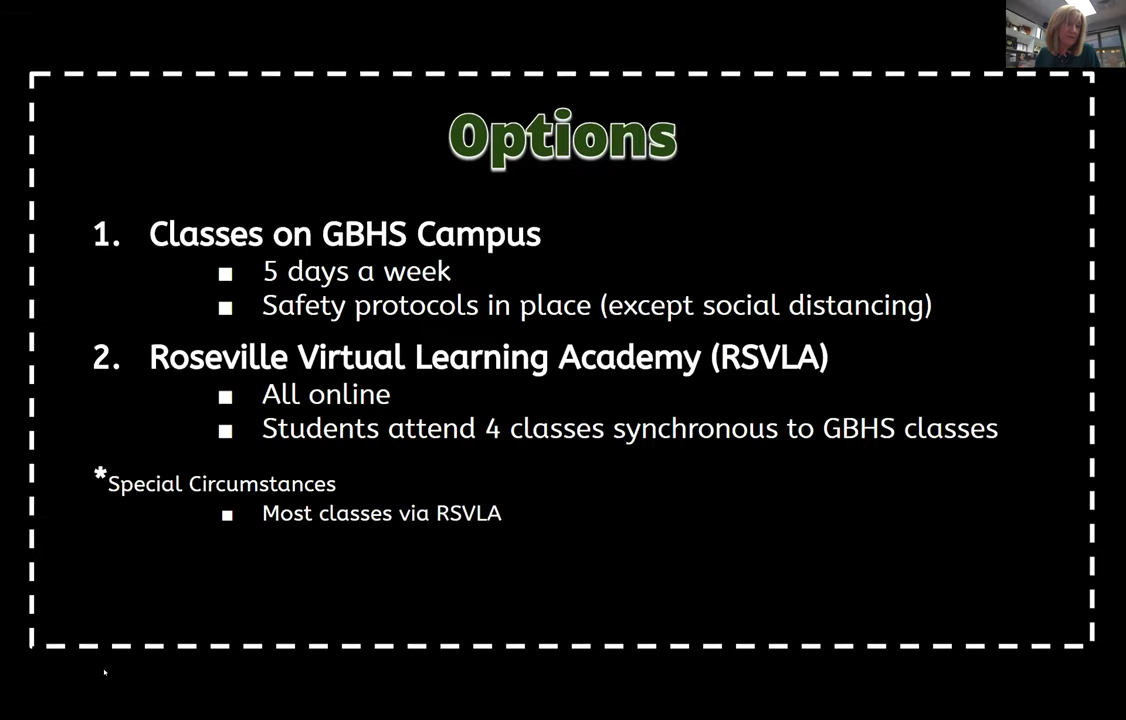 Options
1. Classes on GBHS Campus
■ 5 days a week
■ Safety protocols in place (except social distancing)
2. Roseville Virtual Learning Academy (RSVLA)
■ All online
■ Students attend 4 classes synchronous to GBHS classes
*Special Circumstances
■ Most classes via RSVLA